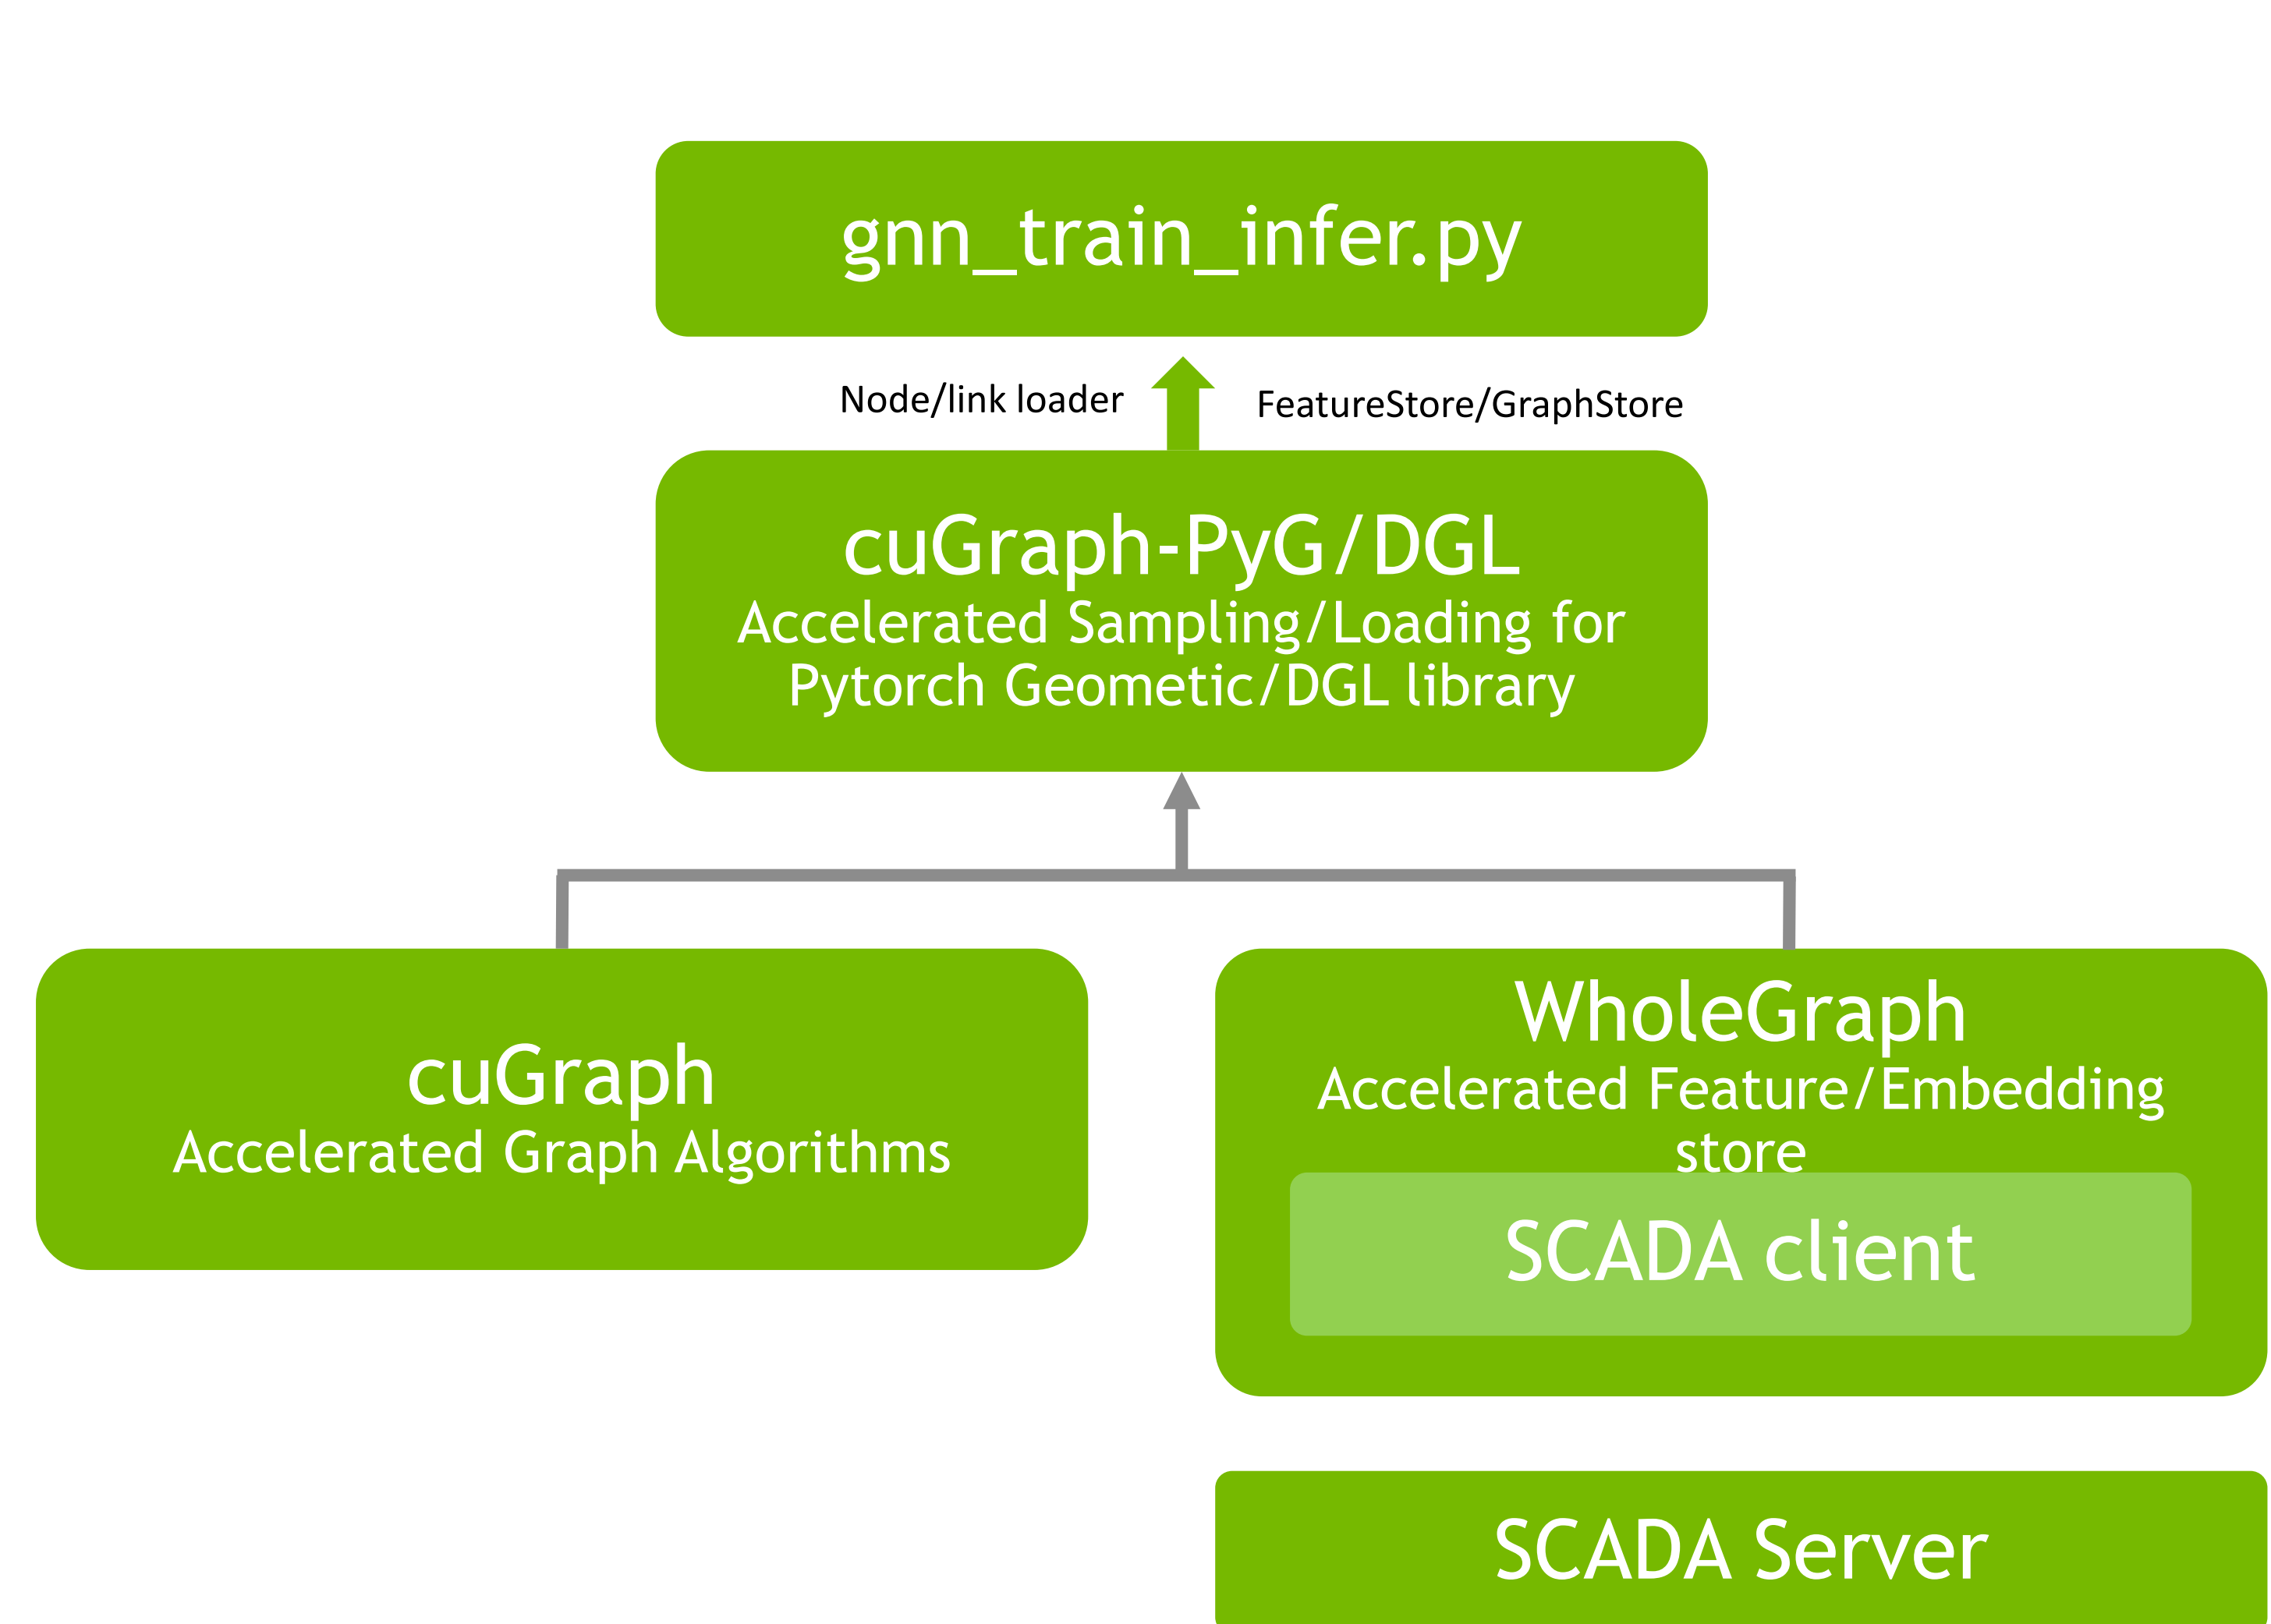 gnn_train_infer.py
Node/link loader
FeatureStore/GraphStore
cuGraph-PyG/DGL
Accelerated Sampling/Loading for
Pytorch Geometic/DGL library
cuGraph
Accelerated Graph Algorithms
WholeGraph
Accelerated Feature/Embedding
store
SCADA client
SCADA Server